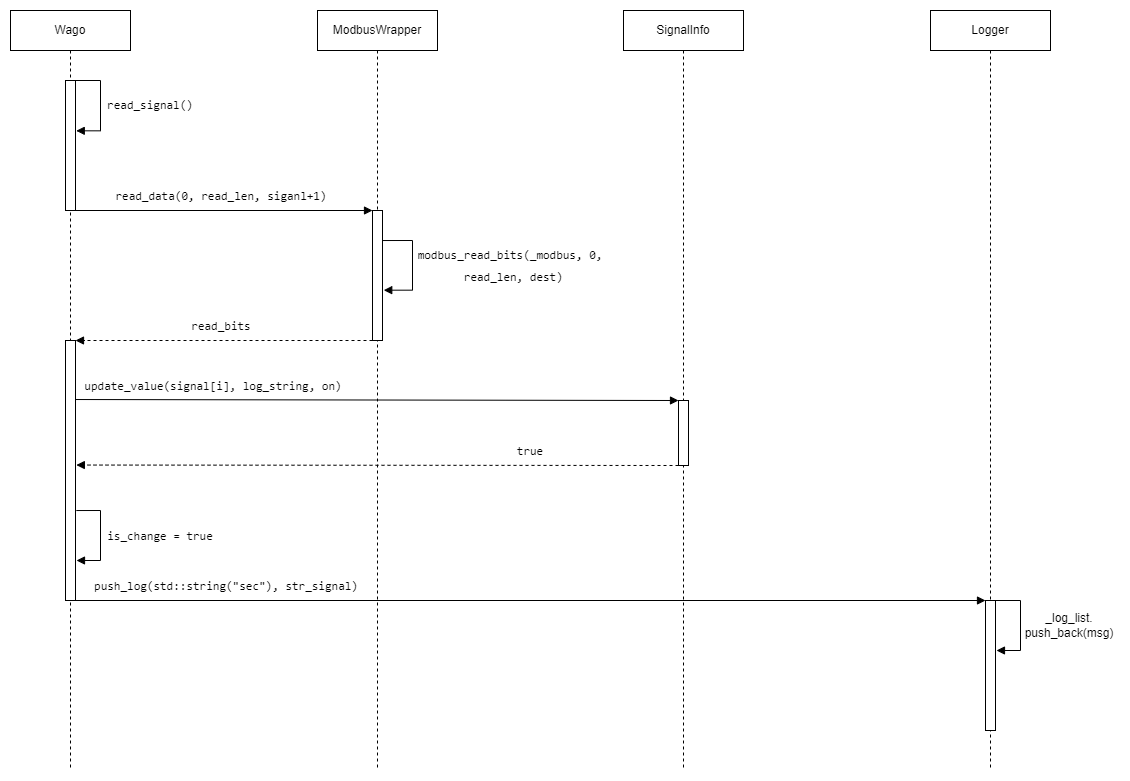 Wago
ModbusWrapper
SignalInfo
Logger
read_signal()
read_data(0, read_len, siganl+1)
modbus_read_bits(_modbus, 0,
read_len, dest)
read_bits
update_value(signal[i], log_string, on)
true
is_change = true
push_log(std::string("sec"), str_signal)
_log_list.
push_back(msg)